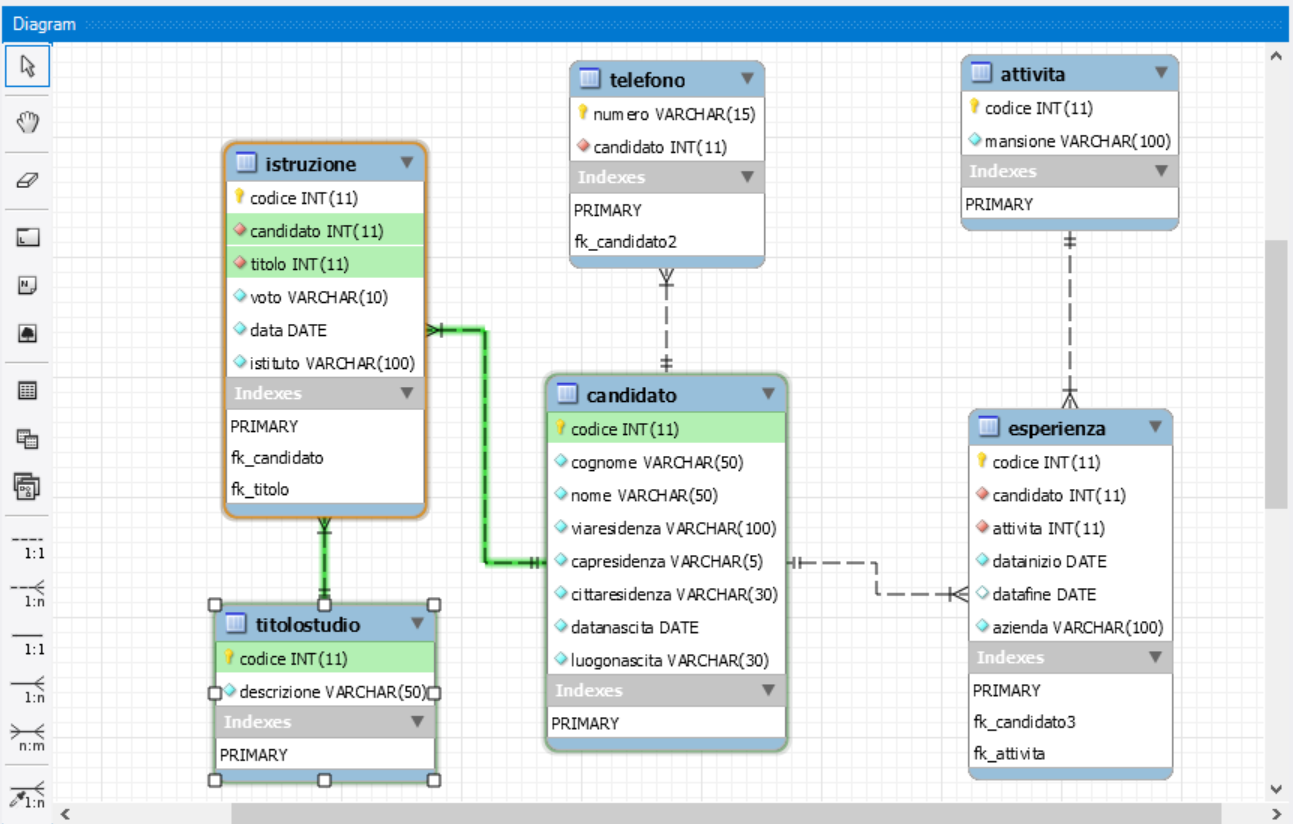 Diagram
1:1
1:n
1:1
1:n
n:m
1:n
istruzione
codice INT(11)
candidato INT(11)
titolo INT(11)
voto VARCHAR(10)
data DATE
istituto VARCHAR(100)
Indexes
PRIMARY
fk_candidato
fk_titolo
titolostudio
codice INT(11)
descrizione VARCHAR(50)
Indexes
PRIMARY
telefono
numero VARCHAR(15)
candidato INT(11)
Indexes
PRIMARY
fk_candidato2
candidato
codice INT(11)
cognome VARCHAR(50)
nome VARCHAR(50)
viaresidenza VARCHAR(100)
capresidenza VARCHAR(5)
cittaresidenza VARCHAR(30)
datanascita DATE
luogonascita VARCHAR(30)
Indexes
PRIMARY
attivita
codice INT(11)
mansione VARCHAR(100)
Indexes
PRIMARY
esperienza
codice INT(11)
candidato INT(11)
attivita INT(11)
datainizio DATE
datafine DATE
azienda VARCHAR(100)
Indexes
PRIMARY
fk_candidato3
fk_attivita